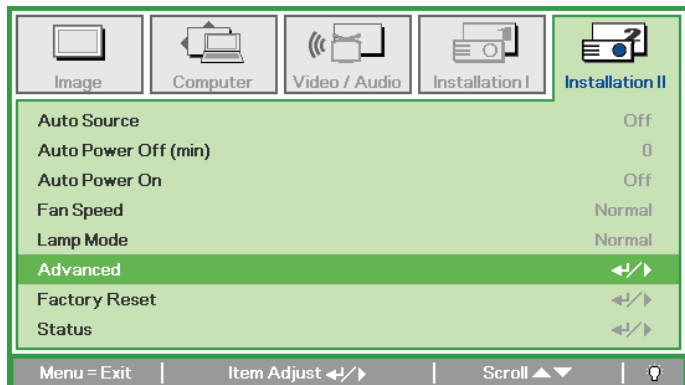 Image Computer Video / Audio Installation I Installation II
Auto Source Off
Auto Power Off (min) 0
Auto Power On Off
Fan Speed Normal
Lamp Mode Normal
Advanced
Factory Reset
Status
Menu = Exit Item Adjust Scroll